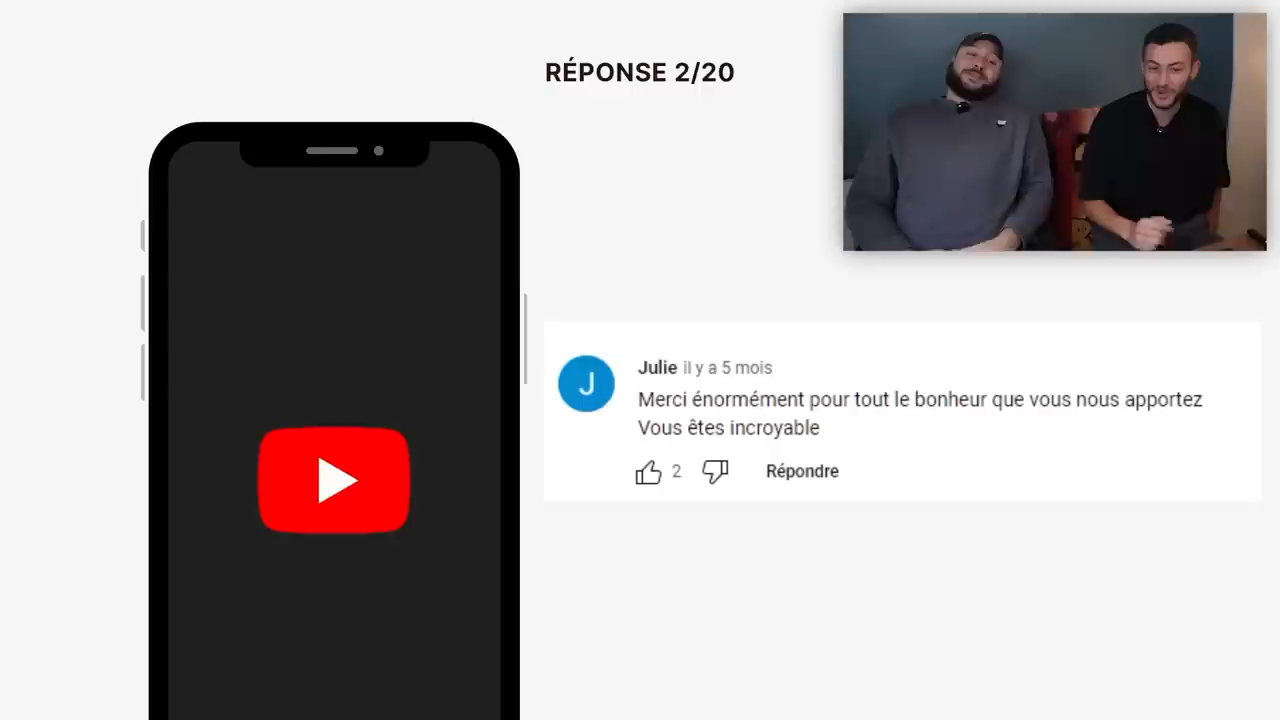 RÉPONSE 2/20
J
Julie il y a 5 mois
Merci énormément pour tout le bonheur que vous nous apportez
Vous êtes incroyable
2 Répondre